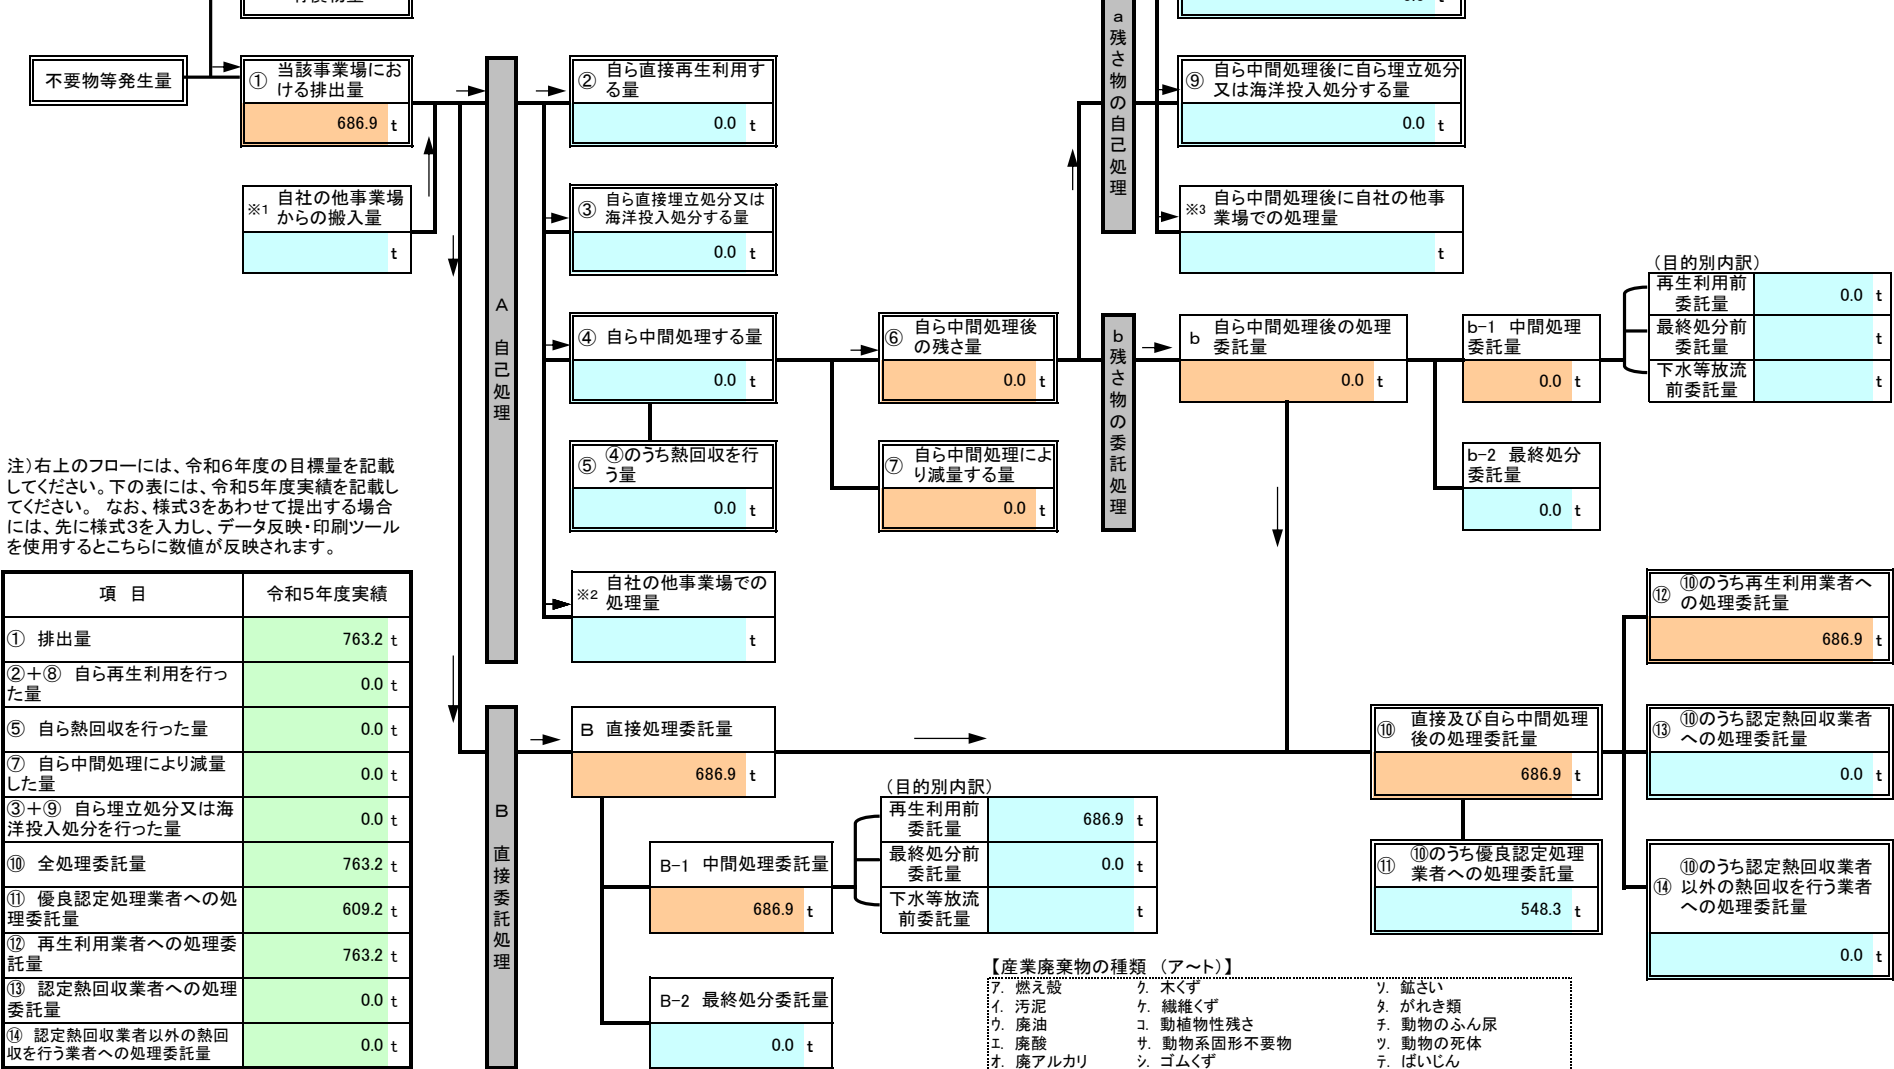 不要物等発生量
① 当該事業場にお
ける排出量
686.9 t
※1 自社の他事業場
からの搬入量
t
A 自己処理
② 自ら直接再生利用す
る量
0.0 t
③ 自ら直接埋立処分又は
海洋投入処分する量
0.0 t
④ 自ら中間処理する量
0.0 t
⑤ ④のうち熱回収を行
う量
0.0 t
※2 自社の他事業場での
処理量
t
⑥ 自ら中間処理後
の残さ量
0.0 t
⑦ 自ら中間処理によ
り減量する量
0.0 t
a 残さ物の自己処理
⑨ 自ら中間処理後に自ら埋立処分
又は海洋投入処分する量
0.0 t
※3 自ら中間処理後に自社の他事
業場での処理量
t
b 残さ物の委託処理
b 自ら中間処理後の処理
委託量
0.0 t
b-1 中間処理
委託量
0.0 t
b-2 最終処分
委託量
0.0 t
(目的別内訳)
再生利用前
委託量
0.0 t
最終処分前
委託量
t
下水等放流
前委託量
t
注)右上のフローには、令和6年度の目標量を記載
してください。下の表には、令和5年度実績を記載し
てください。 なお、様式3をあわせて提出する場合
には、先に様式3を入力し、データ反映・印刷ツール
を使用するとこちらに数値が反映されます。
項 目 令和5年度実績
① 排出量 763.2 t
②+⑧ 自ら再生利用を行っ
た量 0.0 t
⑤ 自ら熱回収を行った量 0.0 t
⑦ 自ら中間処理により減量
した量 0.0 t
③+⑨ 自ら埋立処分又は海
洋投入処分を行った量 0.0 t
⑩ 全処理委託量 763.2 t
⑪ 優良認定処理業者への処
理委託量 609.2 t
⑫ 再生利用業者への処理委
託量 763.2 t
⑬ 認定熱回収業者への処理
委託量 0.0 t
⑭ 認定熱回収業者以外の熱回
収を行う業者への処理委託量 0.0 t
B 直接委託処理
B 直接処理委託量
686.9 t
B-1 中間処理委託量
686.9 t
B-2 最終処分委託量
0.0 t
(目的別内訳)
再生利用前
委託量
686.9 t
最終処分前
委託量
0.0 t
下水等放流
前委託量
t
⑩ 直接及び自ら中間処理
後の処理委託量
686.9 t
⑪ ⑩のうち優良認定処理
業者への処理委託量
548.3 t
⑫ ⑩のうち再生利用業者へ
の処理委託量
686.9 t
⑬ ⑩のうち認定熱回収業者
への処理委託量
0.0 t
⑭ ⑩のうち認定熱回収業者
以外の熱回収を行う業者
への処理委託量
0.0 t
【産業廃棄物の種類 (ア~ト)】
ア. 燃え殻 ク. 木くず ソ. 鉱さい
イ. 汚泥 ケ. 繊維くず タ. がれき類
ウ. 廃油 コ. 動植物性残さ チ. 動物のふん尿
エ. 廃酸 サ. 動物系固形不要物 ツ. 動物の死体
オ. 廃アルカリ シ. ゴムくず テ. ばいじん